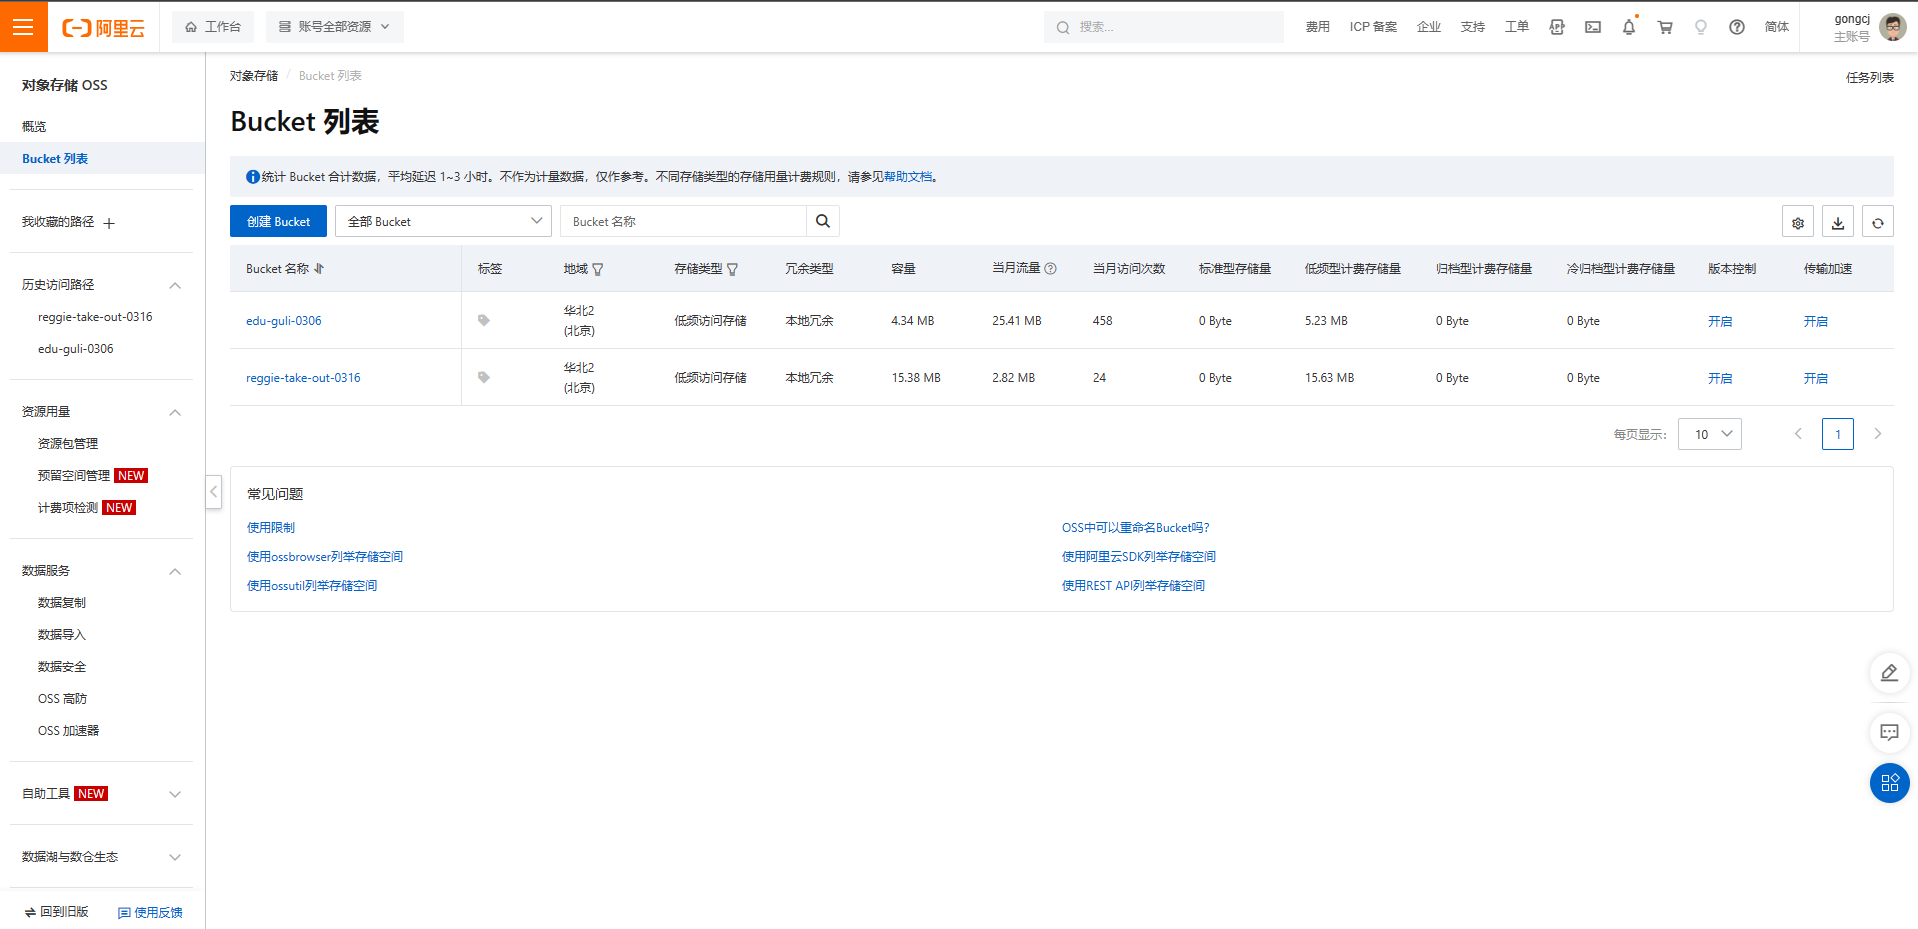 阿里云
工作台
账号全部资源
搜索...
费用
ICP 备案
企业
支持
工单
简体
gongcj
主账号
对象存储 OSS
概览
Bucket 列表
我收藏的路径
历史访问路径
reggie-take-out-0316
edu-guli-0306
资源用量
资源包管理
预留空间管理 NEW
计费项检测 NEW
数据服务
数据复制
数据导入
数据安全
OSS 高防
OSS 加速器
自助工具 NEW
数据湖与数仓生态
回到旧版
使用反馈
对象存储 / Bucket 列表
任务列表
Bucket 列表
统计 Bucket 合计数据，平均延迟 1~3 小时。不作为计量数据，仅作参考。不同存储类型的存储用量计费规则，请参见帮助文档。
创建 Bucket
全部 Bucket
Bucket 名称
Bucket 名称 标签 地域 存储类型 冗余类型 容量 当月流量 当月访问次数 标准型存储量 低频型计费存储量 归档型计费存储量 冷归档型计费存储量 版本控制 传输加速
edu-guli-0306 华北2 (北京) 低频访问存储 本地冗余 4.34 MB 25.41 MB 458 0 Byte 5.23 MB 0 Byte 0 Byte 开启 开启
reggie-take-out-0316 华北2 (北京) 低频访问存储 本地冗余 15.38 MB 2.82 MB 24 0 Byte 15.63 MB 0 Byte 0 Byte 开启 开启
每页显示： 10 1
常见问题
使用限制
OSS中可以重命名Bucket吗?
使用ossbrowser列举存储空间
使用阿里云SDK列举存储空间
使用ossutil列举存储空间
使用REST API列举存储空间